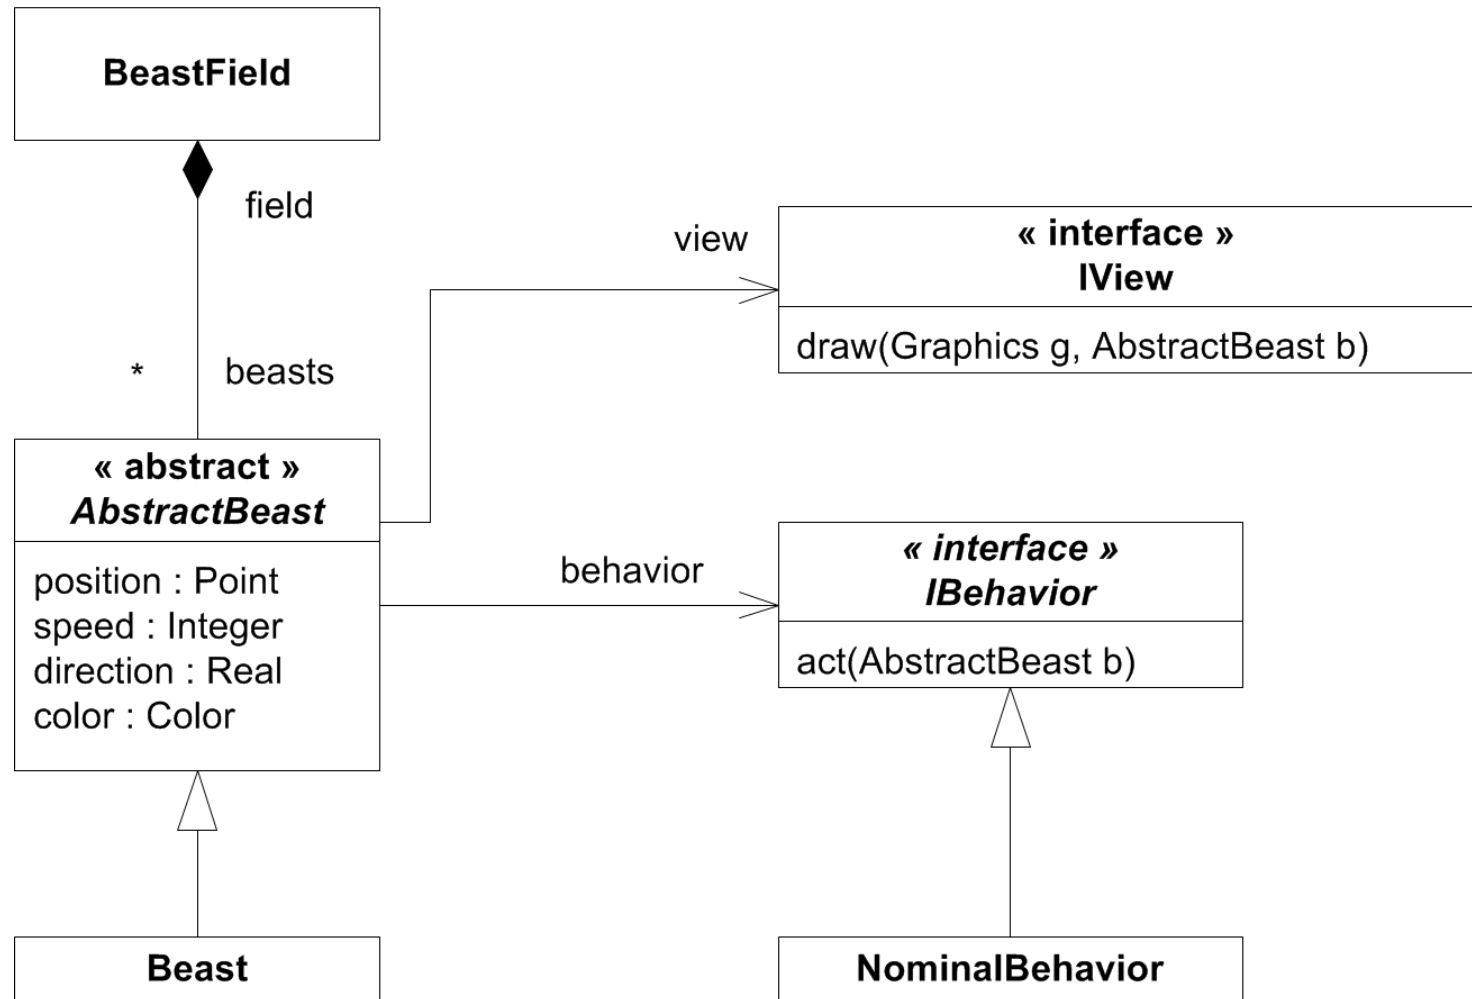 BeastField
field
view
« interface »
IView
draw(Graphics g, AbstractBeast b)
* beasts
« abstract »
AbstractBeast
position : Point
speed : Integer
direction : Real
color : Color
behavior
« interface »
IBehavior
act(AbstractBeast b)
Beast
NominalBehavior